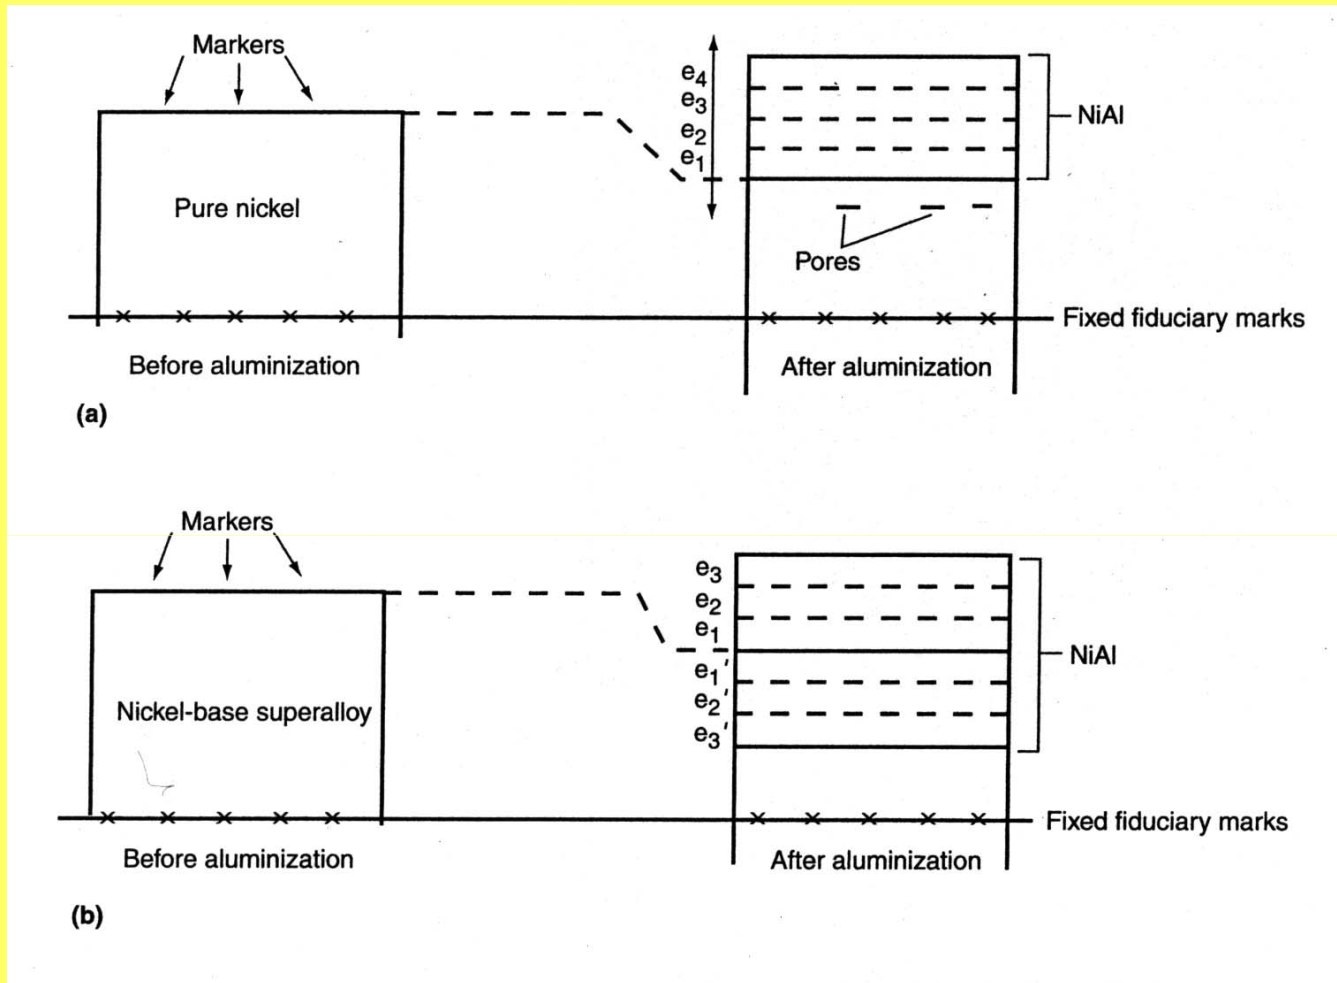 Markers
Pure nickel
Before aluminization
(a)
e4
e3
e2
e1
NiAl
Pores
Fixed fiduciary marks
After aluminization
Markers
Nickel-base superalloy
Before aluminization
(b)
e3
e2
e1
e1'
e2'
e3'
NiAl
Fixed fiduciary marks
After aluminization